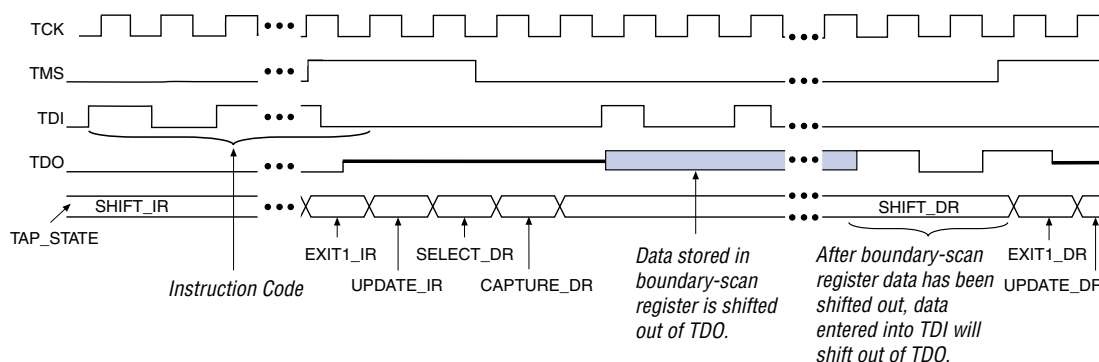 TCK
TMS
TDI
TDO
SHIFT_IR
SHIFT_DR
TAP_STATE
EXIT1_IR
SELECT_DR
Instruction Code
UPDATE_IR
CAPTURE_DR
Data stored in
boundary-scan
register is shifted
out of TDO.
After boundary-scan
register data has been
shifted out, data
entered into TDI will
shift out of TDO.
EXIT1_DR
UPDATE_DR